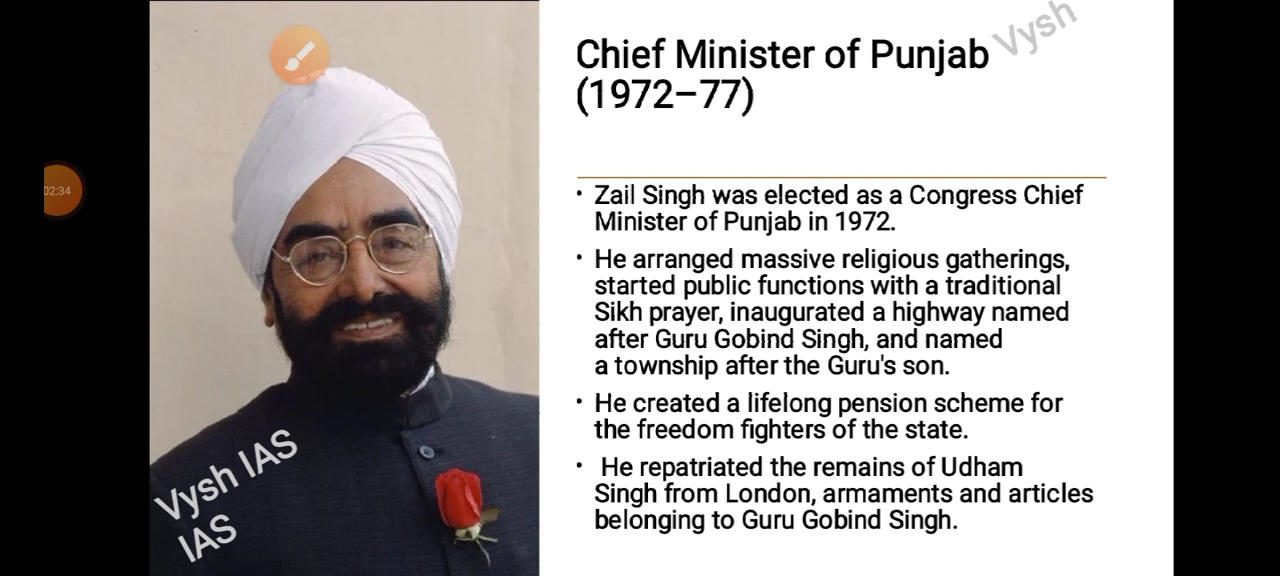 Vysh
Chief Minister of Punjab
(1972–77)
02:34
• Zail Singh was elected as a Congress Chief
Minister of Punjab in 1972.
• He arranged massive religious gatherings,
started public functions with a traditional
Sikh prayer, inaugurated a highway named
after Guru Gobind Singh, and named
a township after the Guru's son.
• He created a lifelong pension scheme for
the freedom fighters of the state.
• He repatriated the remains of Udham
Singh from London, armaments and articles
belonging to Guru Gobind Singh.
Vysh IAS
IAS